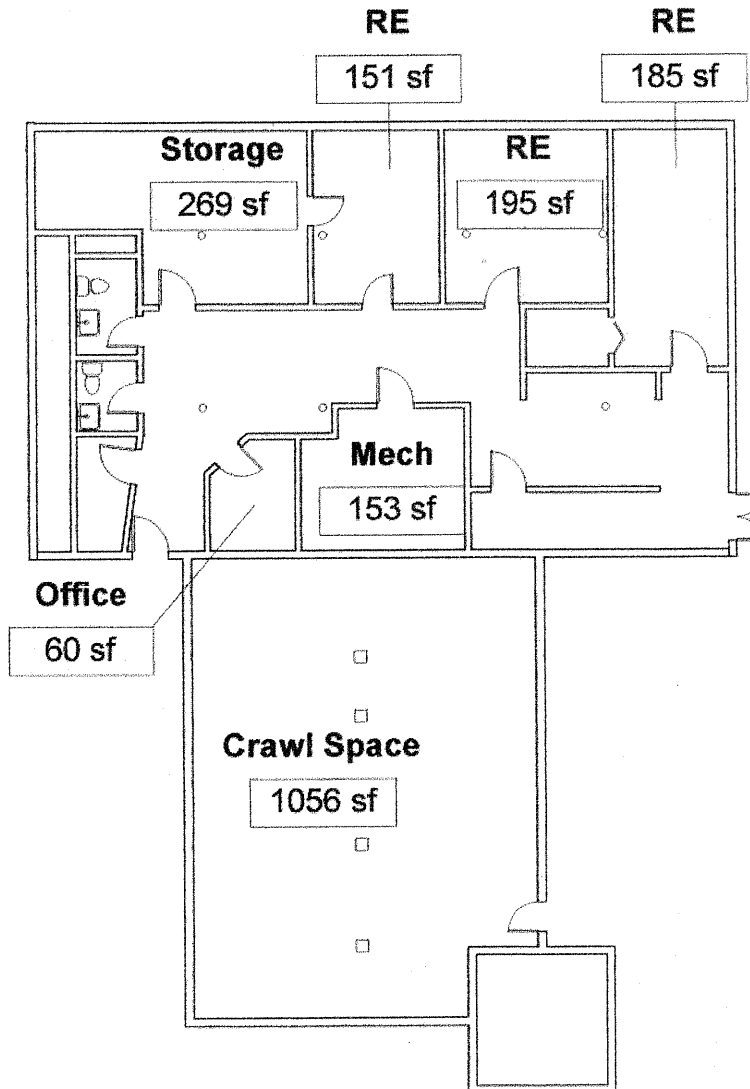 RE
151 sf
RE
185 sf
Storage
269 sf
RE
195 sf
Mech
153 sf
Office
60 sf
Crawl Space
1056 sf